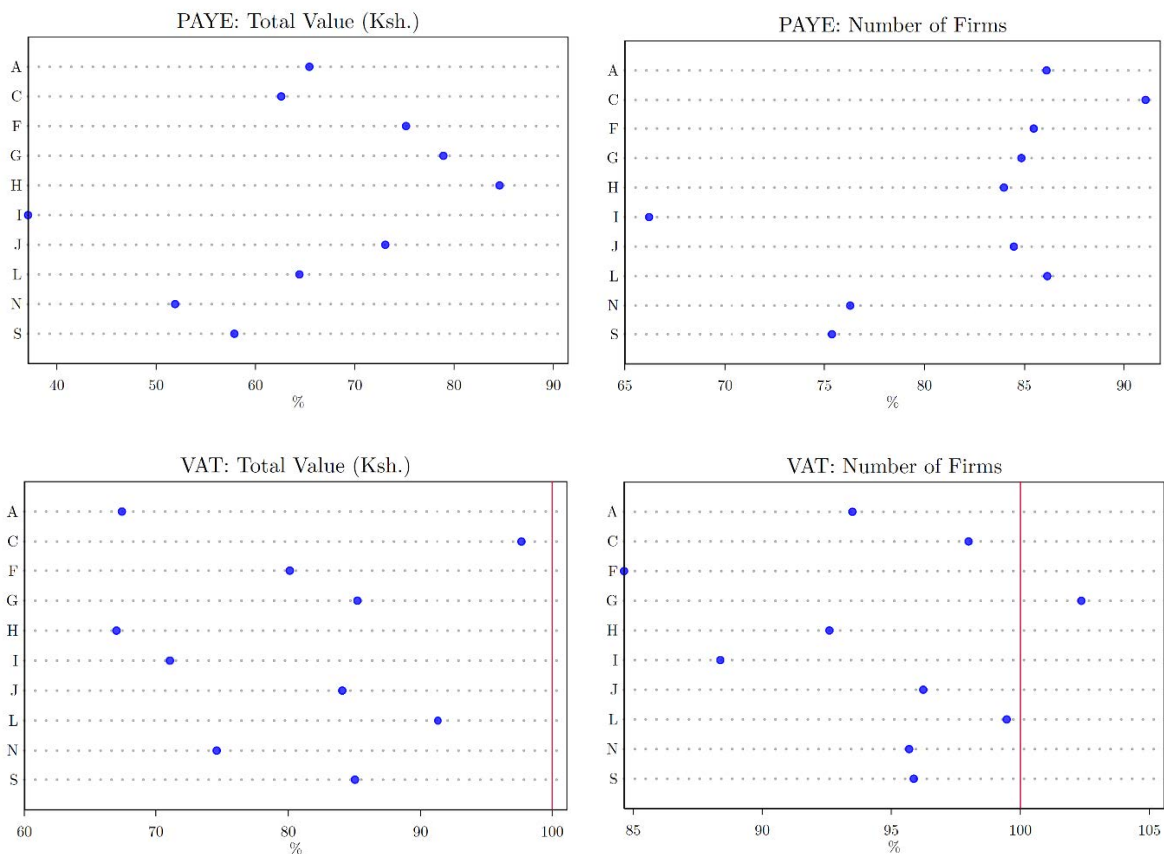 PAYE: Total Value (Ksh.)
A
C
F
G
H
I
J
L
N
S
40 50 60 70 80 90
%
PAYE: Number of Firms
A
C
F
G
H
I
J
L
N
S
65 70 75 80 85 90
%
VAT: Total Value (Ksh.)
A
C
F
G
H
I
J
L
N
S
60 70 80 90 100
%
VAT: Number of Firms
A
C
F
G
H
I
J
L
N
S
85 90 95 100 105
%